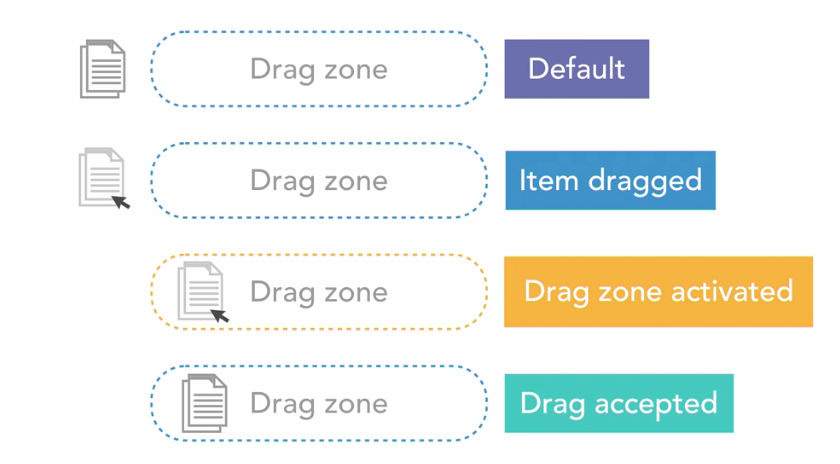 Drag zone Default
Drag zone Item dragged
Drag zone Drag zone activated
Drag zone Drag accepted